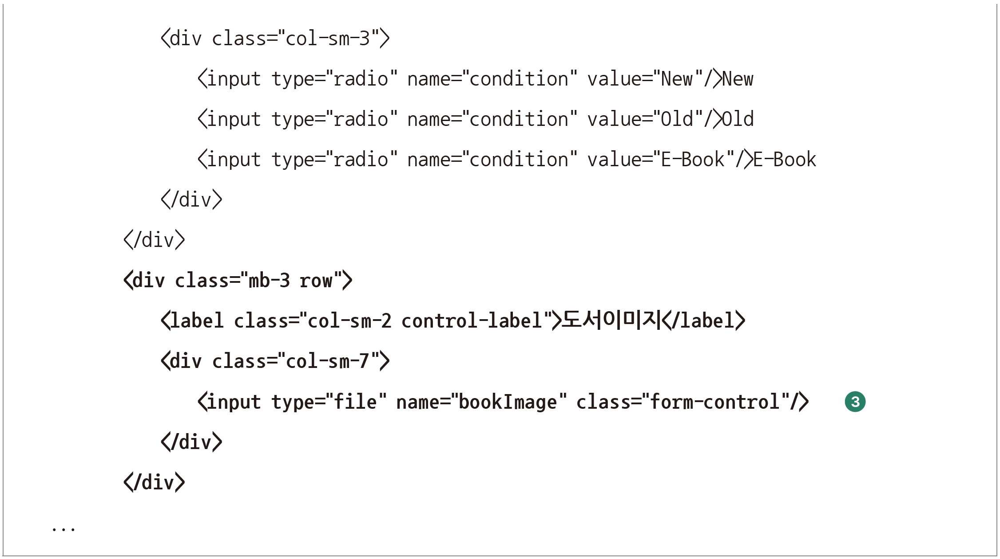 <div class="col-sm-3">
<input type="radio" name="condition" value="New"/>New
<input type="radio" name="condition" value="Old"/>Old
<input type="radio" name="condition" value="E-Book"/>E-Book
</div>
</div>
<div class="mb-3 row">
<label class="col-sm-2 control-label">도서이미지</label>
<div class="col-sm-7">
<input type="file" name="bookImage" class="form-control"/> 3
</div>
</div>
...